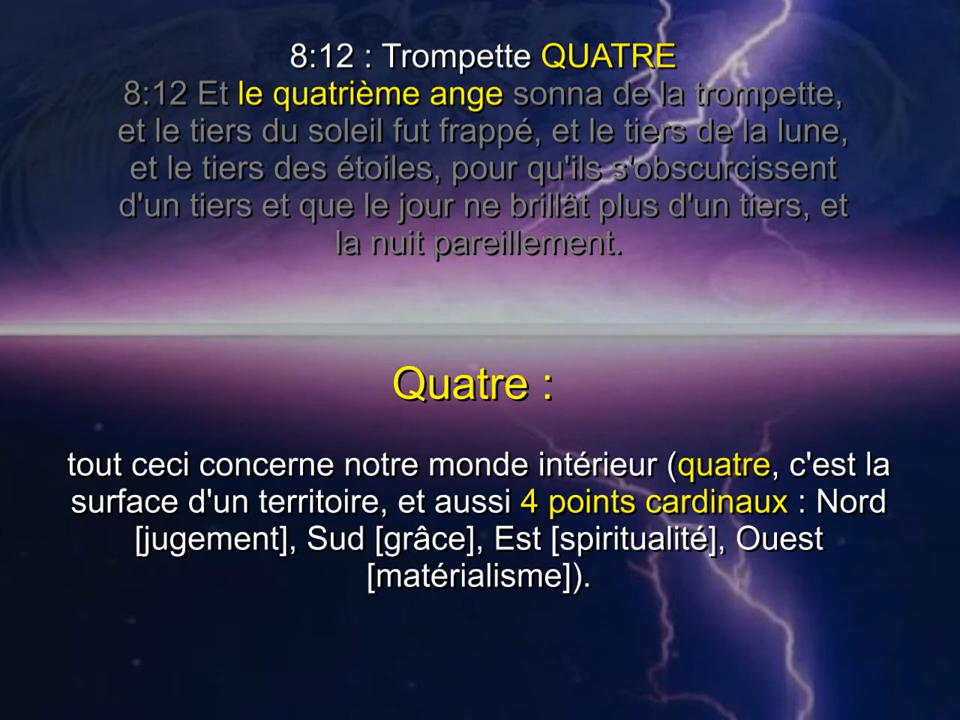 8:12 : Trompette QUATRE
8:12 Et le quatrième ange sonna de la trompette,
et le tiers du soleil fut frappé, et le tiers de la lune,
et le tiers des étoiles, pour qu'ils s'obscurcissent
d'un tiers et que le jour ne brillât plus d'un tiers, et
la nuit pareillement.
Quatre :
tout ceci concerne notre monde intérieur (quatre, c'est la
surface d'un territoire, et aussi 4 points cardinaux : Nord
[jugement], Sud [grâce], Est [spiritualité], Ouest
[matérialisme]).